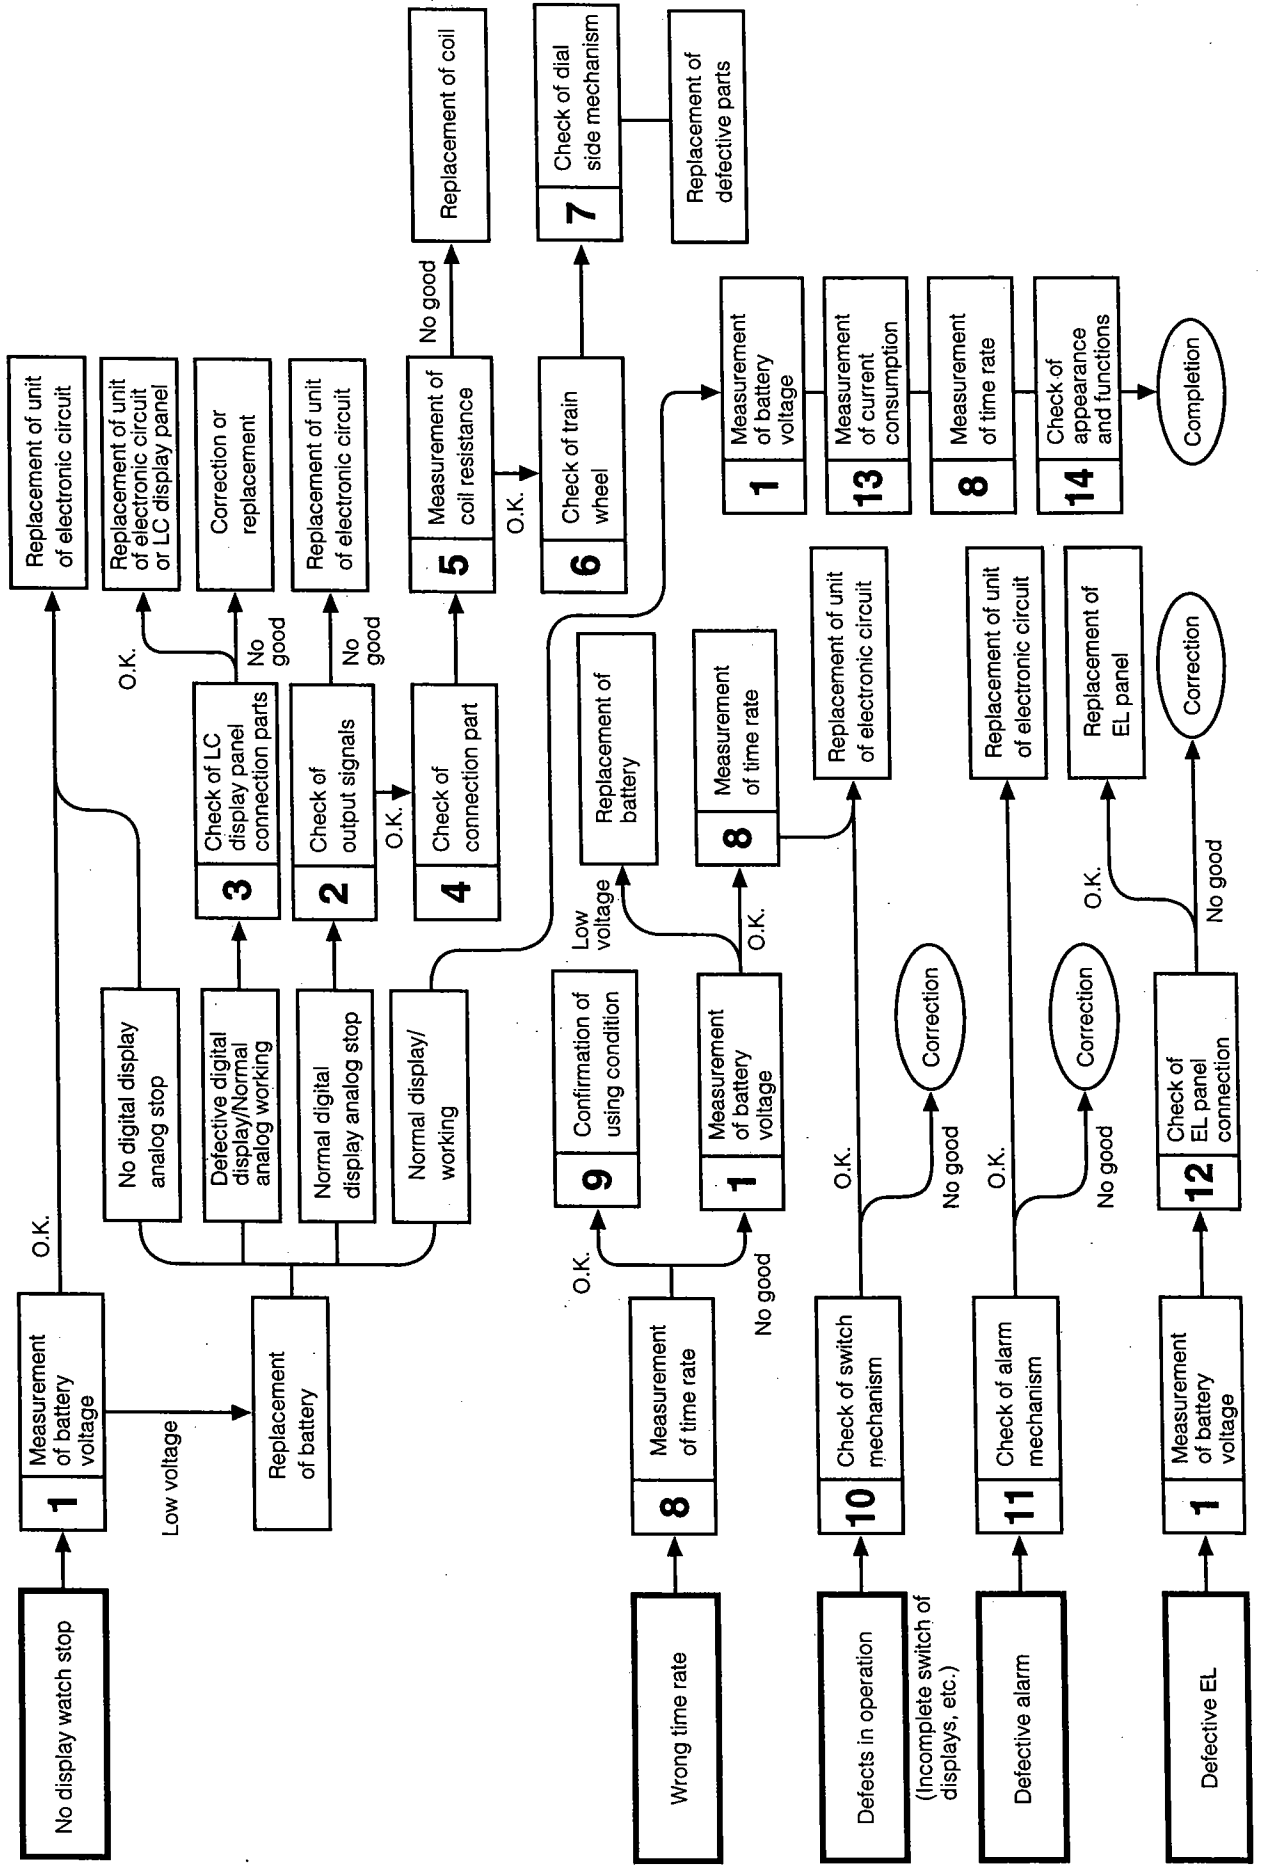 No display watch stop
1
Measurement
of battery
voltage
O.K.
Replacement of unit
of electronic circuit
Low voltage
Replacement
of battery
No digital display
analog stop
Defective digital
display/Normal
analog working
3
Check of LC
display panel
connection parts
O.K.
Replacement of unit
of electronic circuit
or LC display panel
No
good
Correction or
replacement
Normal digital
display analog stop
2
Check of
output signals
No
good
Replacement of unit
of electronic circuit
O.K.
4
Check of
connection part
5
Measurement of
coil resistance
No good
Replacement of coil
O.K.
6
Check of train
wheel
7
Check of dial
side mechanism
Replacement of
defective parts
Normal display/
working
1
Measurement
of battery
voltage
13
Measurement
of current
consumption
8
Measurement
of time rate
14
Check of
appearance
and functions
Completion
Wrong time rate
8
Measurement
of time rate
O.K.
9
Confirmation of
using condition
No good
1
Measurement
of battery
voltage
Low
voltage
Replacement of
battery
O.K.
8
Measurement
of time rate
Defects in operation
(Incomplete switch of
displays, etc.)
10
Check of switch
mechanism
O.K.
Replacement of unit
of electronic circuit
No good
Correction
Defective alarm
11
Check of alarm
mechanism
O.K.
Replacement of unit
of electronic circuit
No good
Correction
Defective EL
1
Measurement
of battery
voltage
12
Check of
EL panel
connection
O.K.
Replacement of
EL panel
No good
Correction